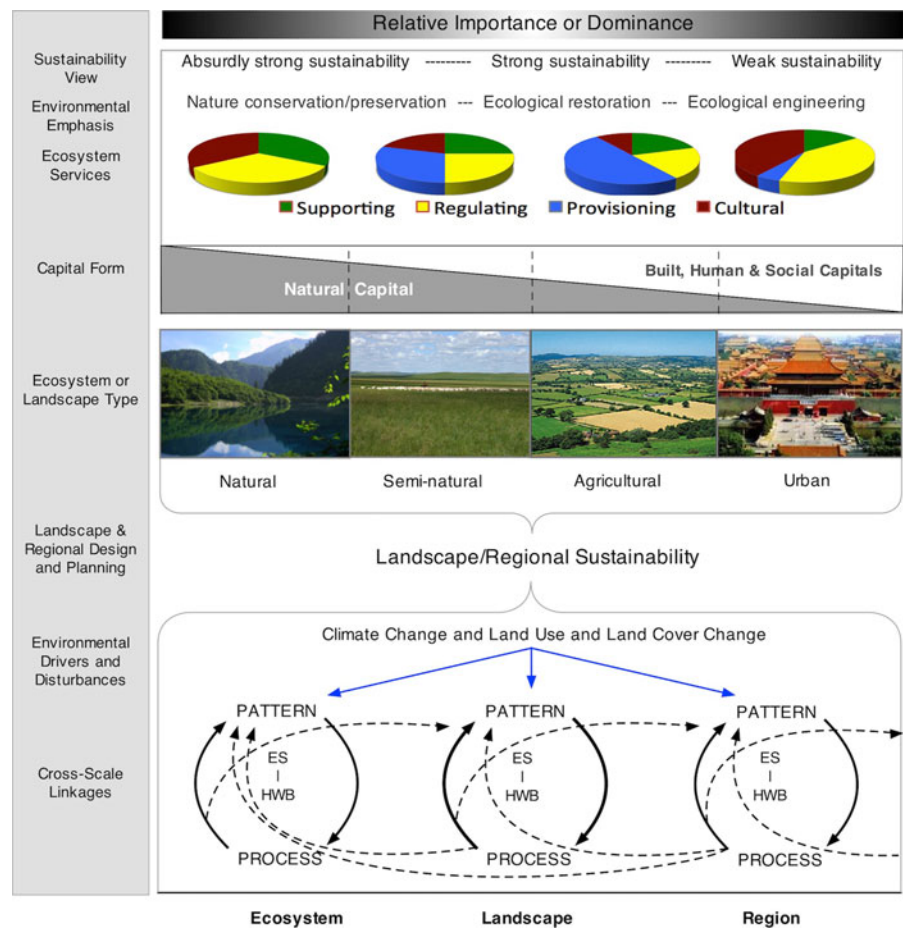 Relative Importance or Dominance
Sustainability
View
Absurdly strong sustainability --------- Strong sustainability -------- Weak sustainability
Environmental
Emphasis
Nature conservation/preservation --- Ecological restoration --- Ecological engineering
Ecosystem
Services
Supporting Regulating Provisioning Cultural
Capital Form
Natural Capital
Built, Human & Social Capitals
Ecosystem or
Landscape Type
Natural Semi-natural Agricultural Urban
Landscape &
Regional Design
and Planning
Landscape/Regional Sustainability
Environmental
Drivers and
Disturbances
Climate Change and Land Use and Land Cover Change
Cross-Scale
Linkages
PATTERN PATTERN PATTERN
ES ES ES
HWB HWB HWB
PROCESS PROCESS PROCESS
Ecosystem Landscape Region